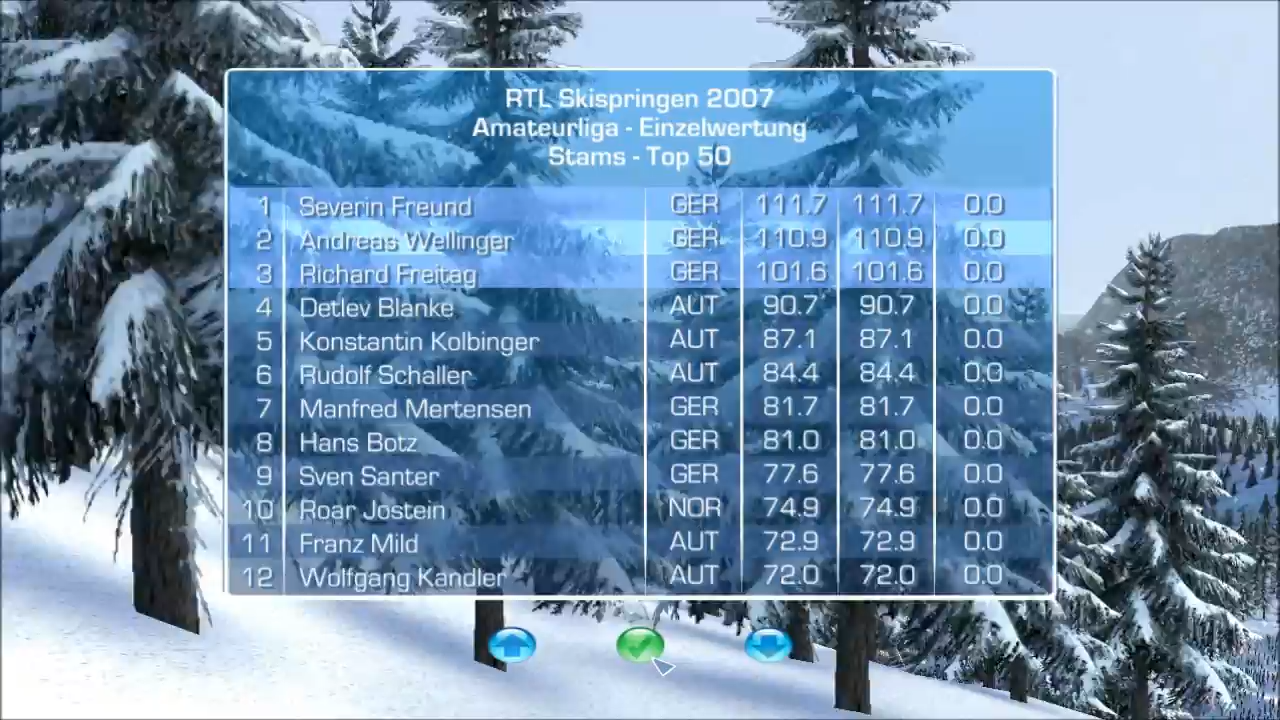 RTL Skispringen 2007
Amateurliga - Einzelwertung
Stams - Top 50
1 Severin Freund GER 111.7 111.7 0.0
2 Andreas Wellinger GER 110.9 110.9 0.0
3 Richard Freitag GER 101.6 101.6 0.0
4 Detlev Blanke AUT 90.7 90.7 0.0
5 Konstantin Kolbinger AUT 87.1 87.1 0.0
6 Rudolf Schaller AUT 84.4 84.4 0.0
7 Manfred Mertensen GER 81.7 81.7 0.0
8 Hans Botz GER 81.0 81.0 0.0
9 Sven Santer GER 77.6 77.6 0.0
10 Roar Jostein NOR 74.9 74.9 0.0
11 Franz Mild AUT 72.9 72.9 0.0
12 Wolfgang Kandler AUT 72.0 72.0 0.0